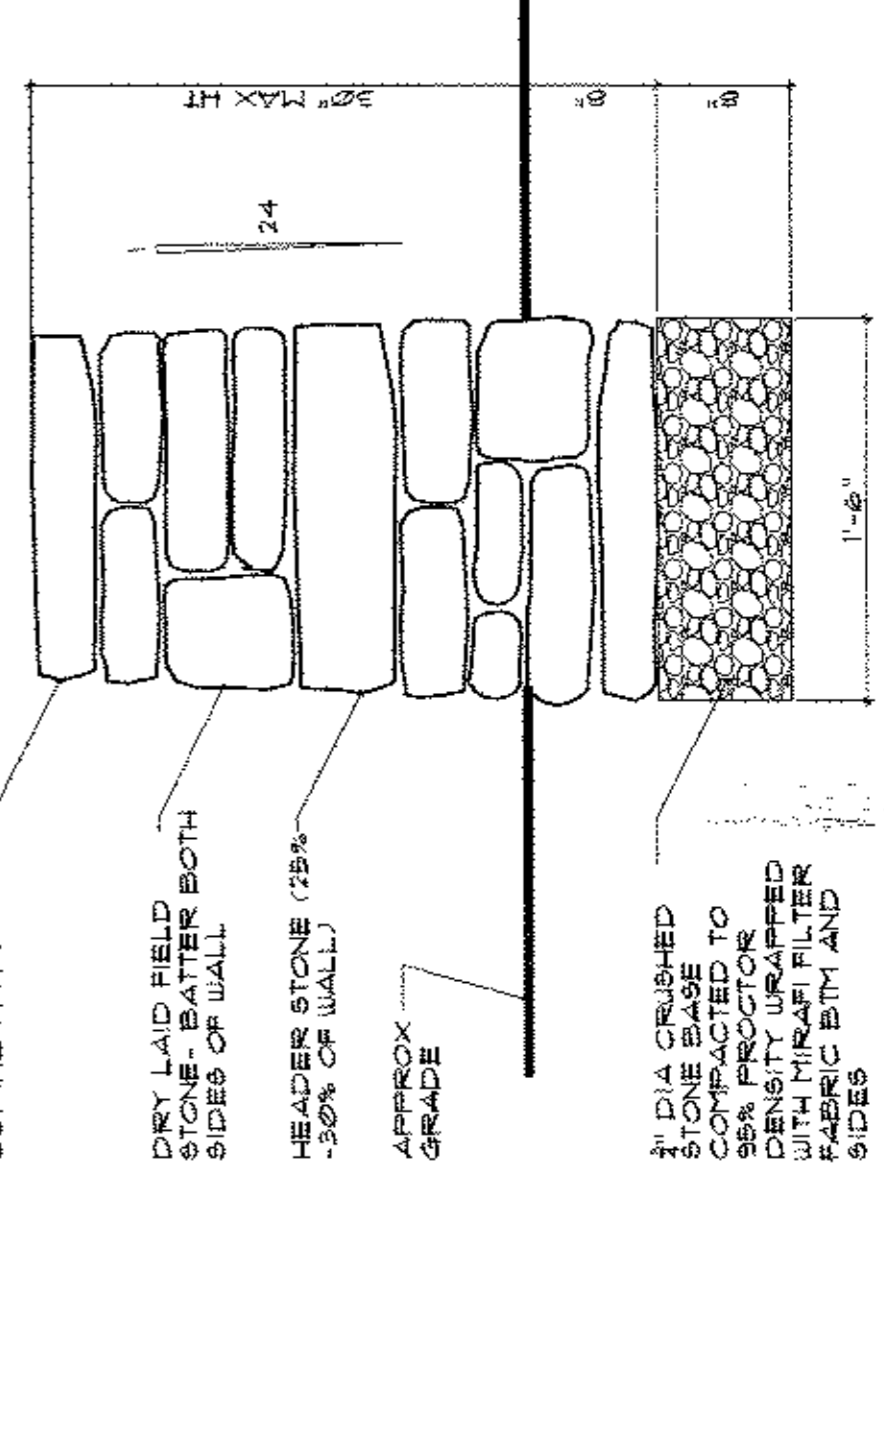 30" MAX HT
8"
8"
24
1'-6"
DRY LAID FIELD
STONE- BATTER BOTH
SIDES OF WALL
HEADER STONE (25%
-30% OF WALL)
APPROX
GRADE
3/4" DIA CRUSHED
STONE BASE
COMPACTED TO
95% PROCTOR
DENSITY WRAPPED
WITH MIRAFI FILTER
FABRIC BTM AND
SIDES